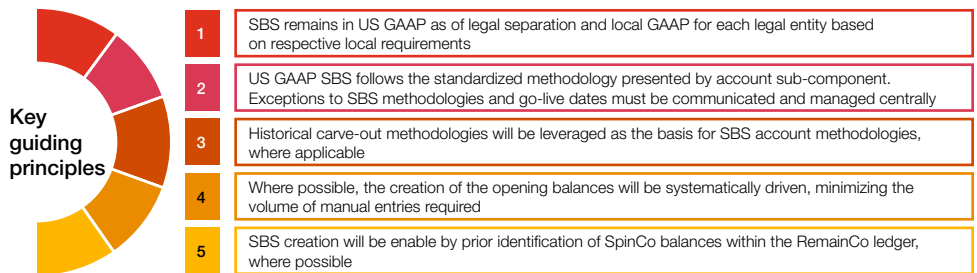 Key
guiding
principles
1
SBS remains in US GAAP as of legal separation and local GAAP for each legal entity based
on respective local requirements
2
US GAAP SBS follows the standardized methodology presented by account sub-component.
Exceptions to SBS methodologies and go-live dates must be communicated and managed centrally
3
Historical carve-out methodologies will be leveraged as the basis for SBS account methodologies,
where applicable
4
Where possible, the creation of the opening balances will be systematically driven, minimizing the
volume of manual entries required
5
SBS creation will be enable by prior identification of SpinCo balances within the RemainCo ledger,
where possible